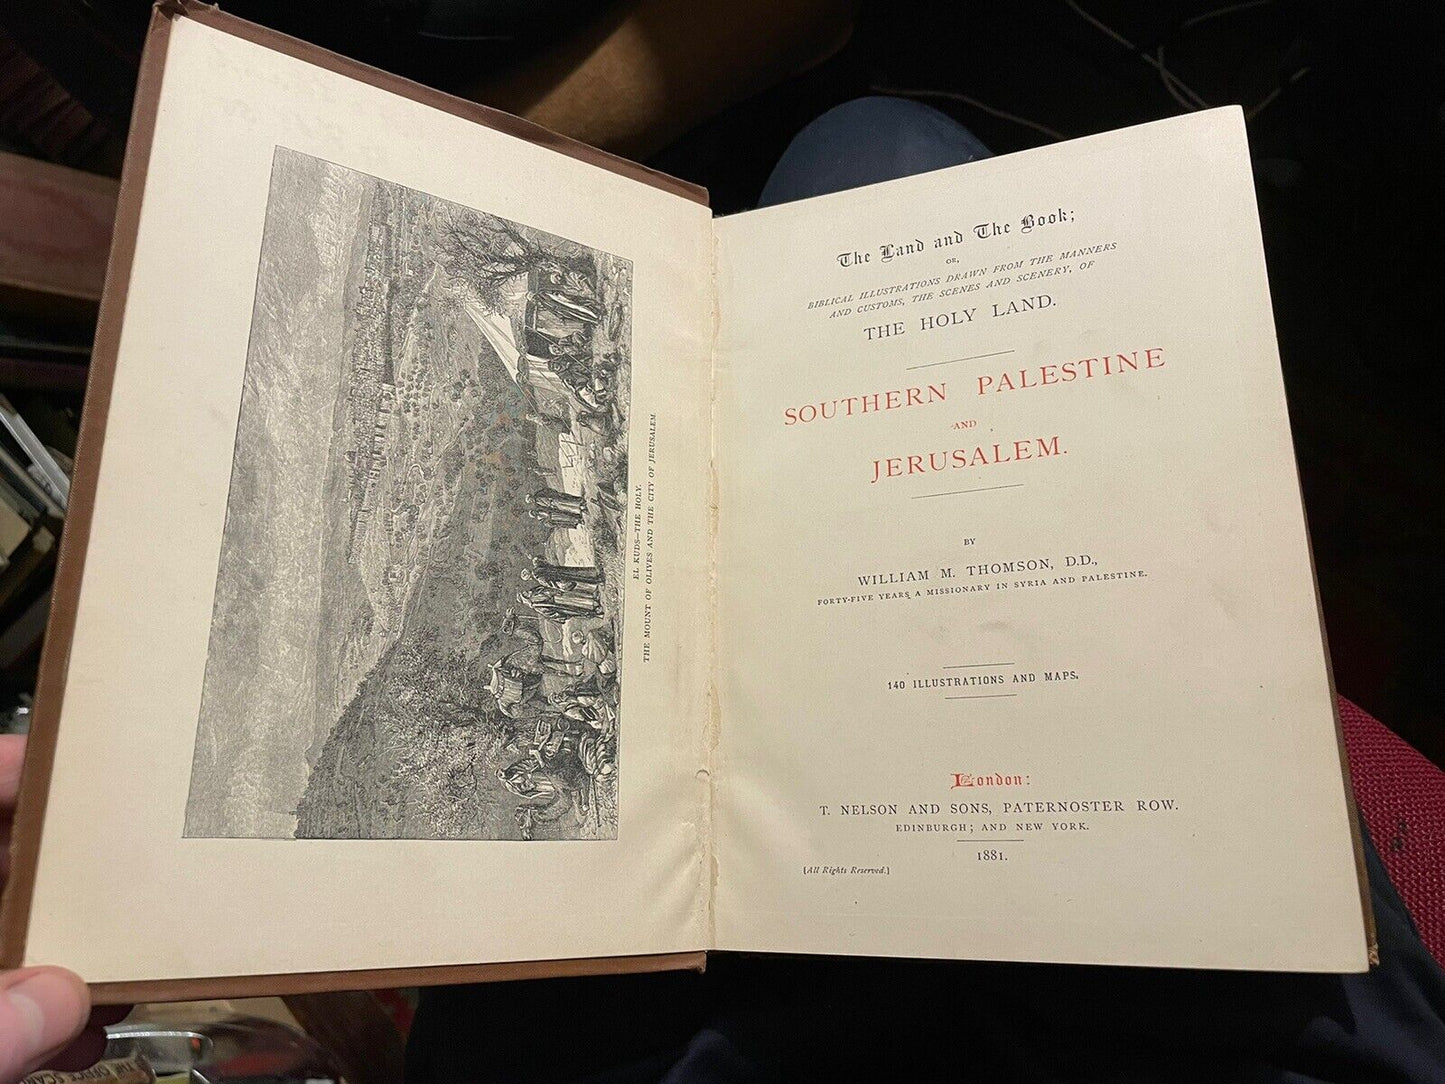 EL KUDS—THE HOLY.
THE MOUNT OF OLIVES AND THE CITY OF JERUSALEM
The Land and The Book;
OR,
BIBLICAL ILLUSTRATIONS DRAWN FROM THE MANNERS
AND CUSTOMS, THE SCENES AND SCENERY, OF
THE HOLY LAND.
SOUTHERN PALESTINE
AND
JERUSALEM.
BY
WILLIAM M. THOMSON, D.D.,
FORTY-FIVE YEARS A MISSIONARY IN SYRIA AND PALESTINE.
140 ILLUSTRATIONS AND MAPS.
London:
T. NELSON AND SONS, PATERNOSTER ROW.
EDINBURGH; AND NEW YORK.
1881.
[All Rights Reserved.]